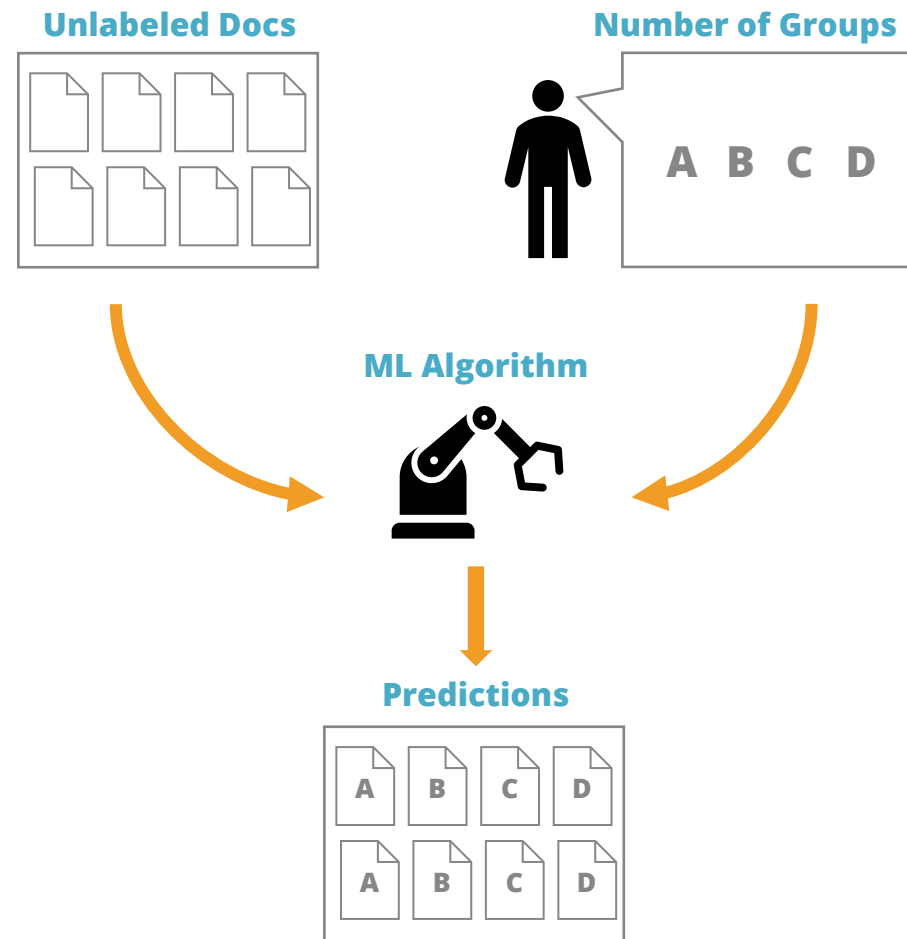 Unlabeled Docs
Number of Groups
A B C D
ML Algorithm
Predictions
A B C D
A B C D